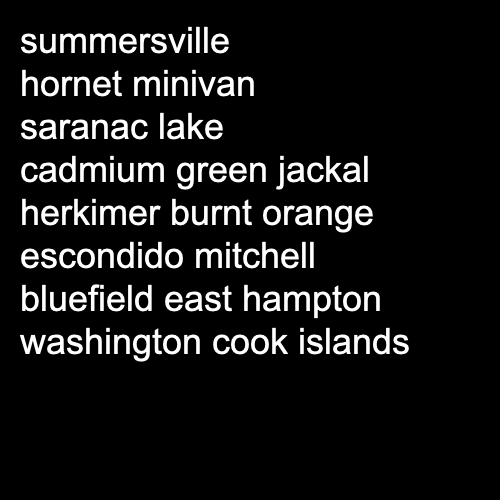 summersville
hornet minivan
saranac lake
cadmium green jackal
herkimer burnt orange
escondido mitchell
bluefield east hampton
washington cook islands